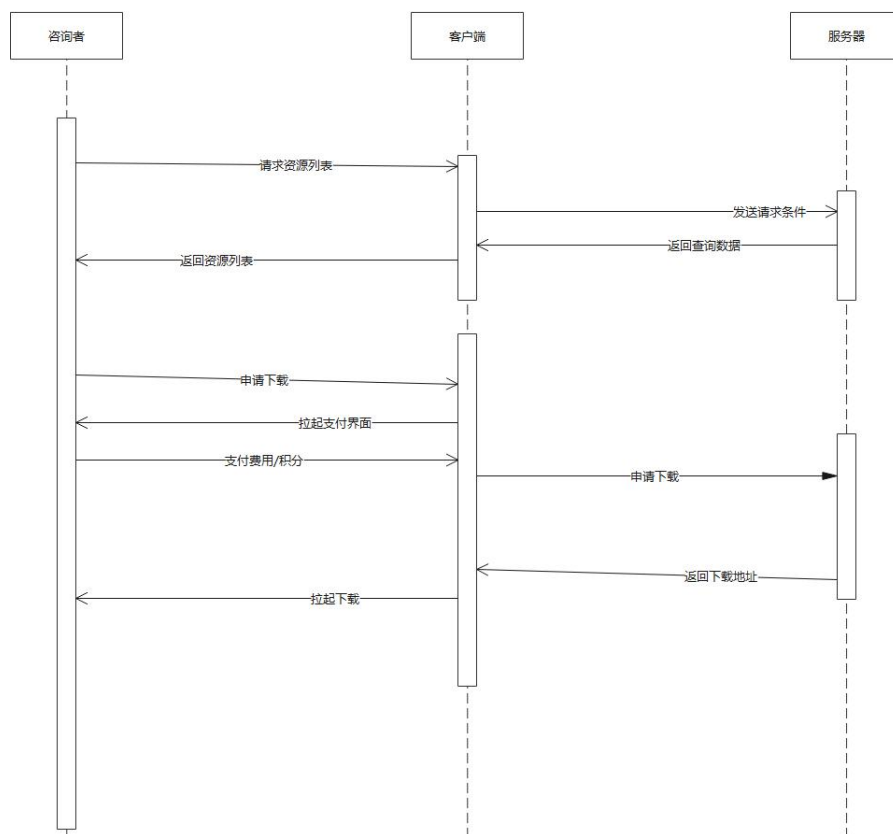 咨询者
客户端
服务器
请求资源列表
发送请求条件
返回查询数据
返回资源列表
申请下载
拉起支付界面
支付费用/积分
申请下载
返回下载地址
拉起下载